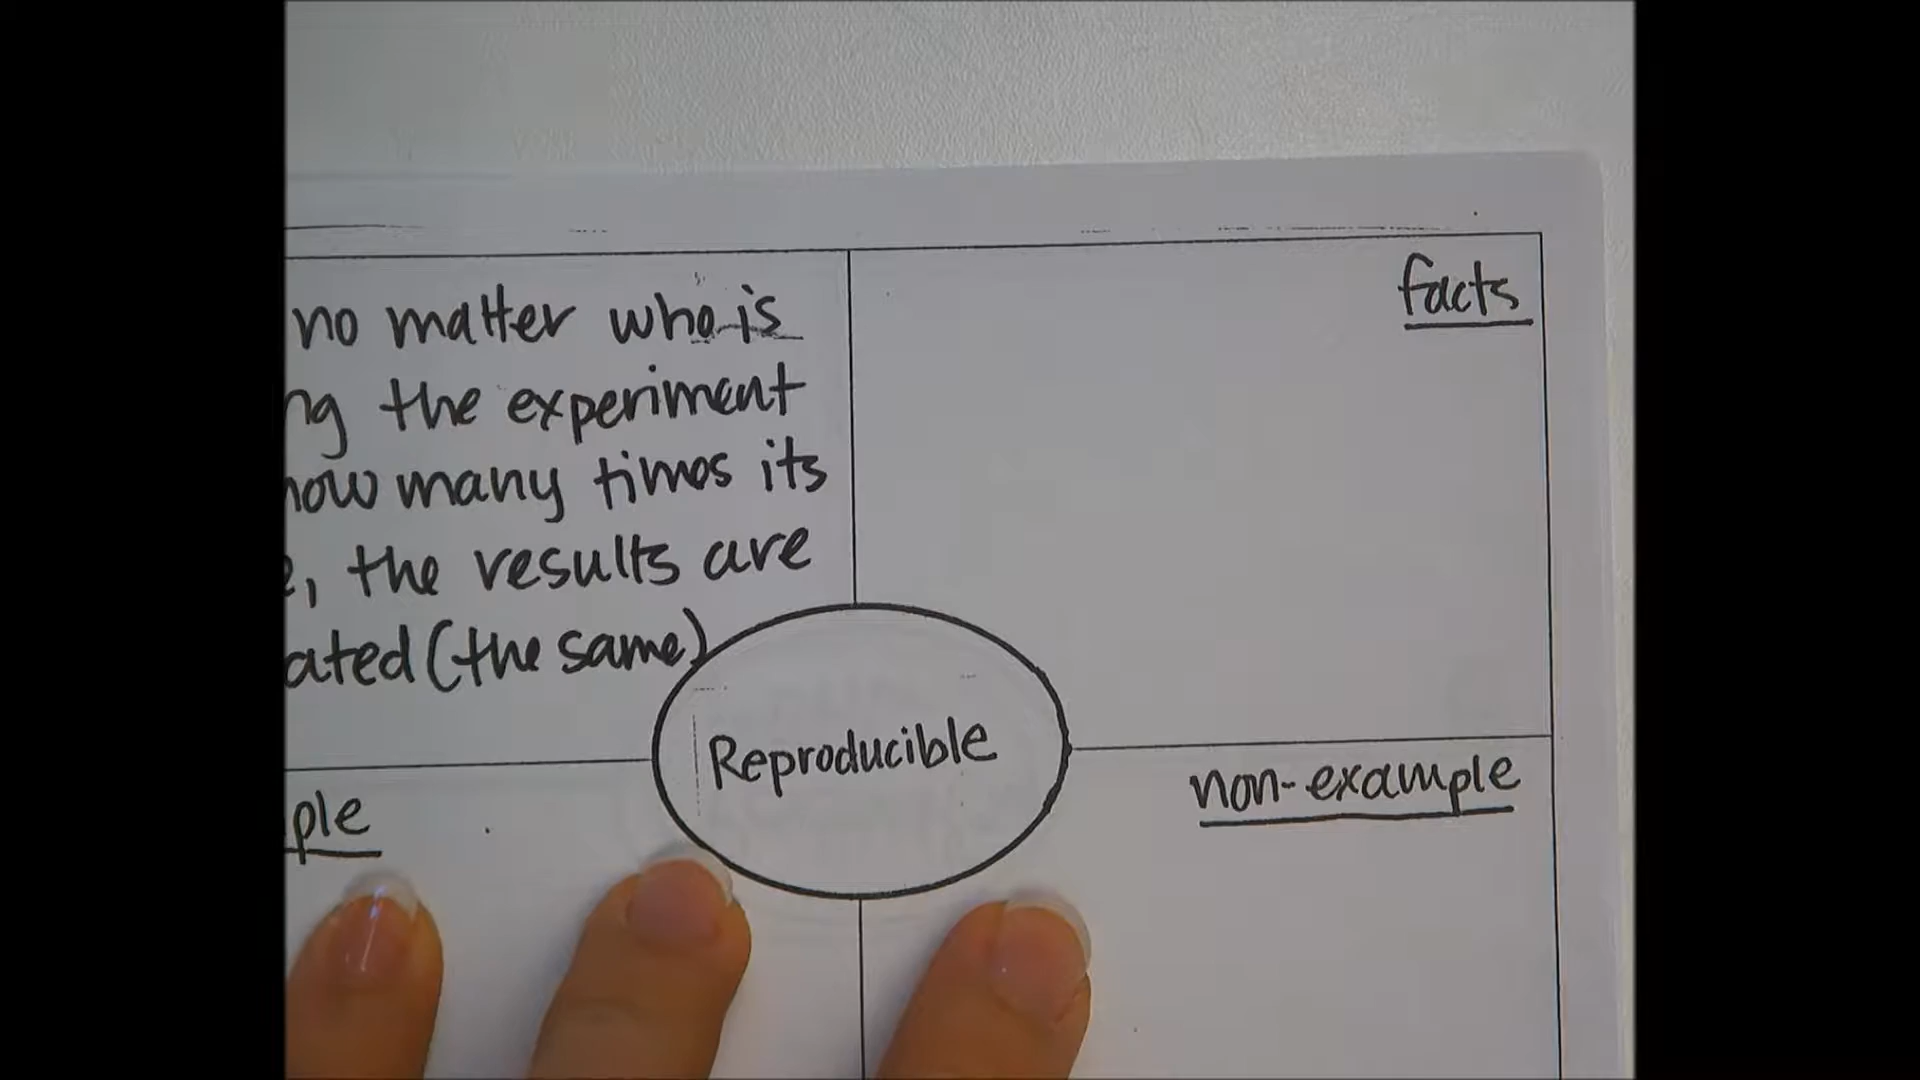 no matter who is
facts
ng the experiment
how many times its
e, the results are
ated (the same)
Reproducible
ple
non-example